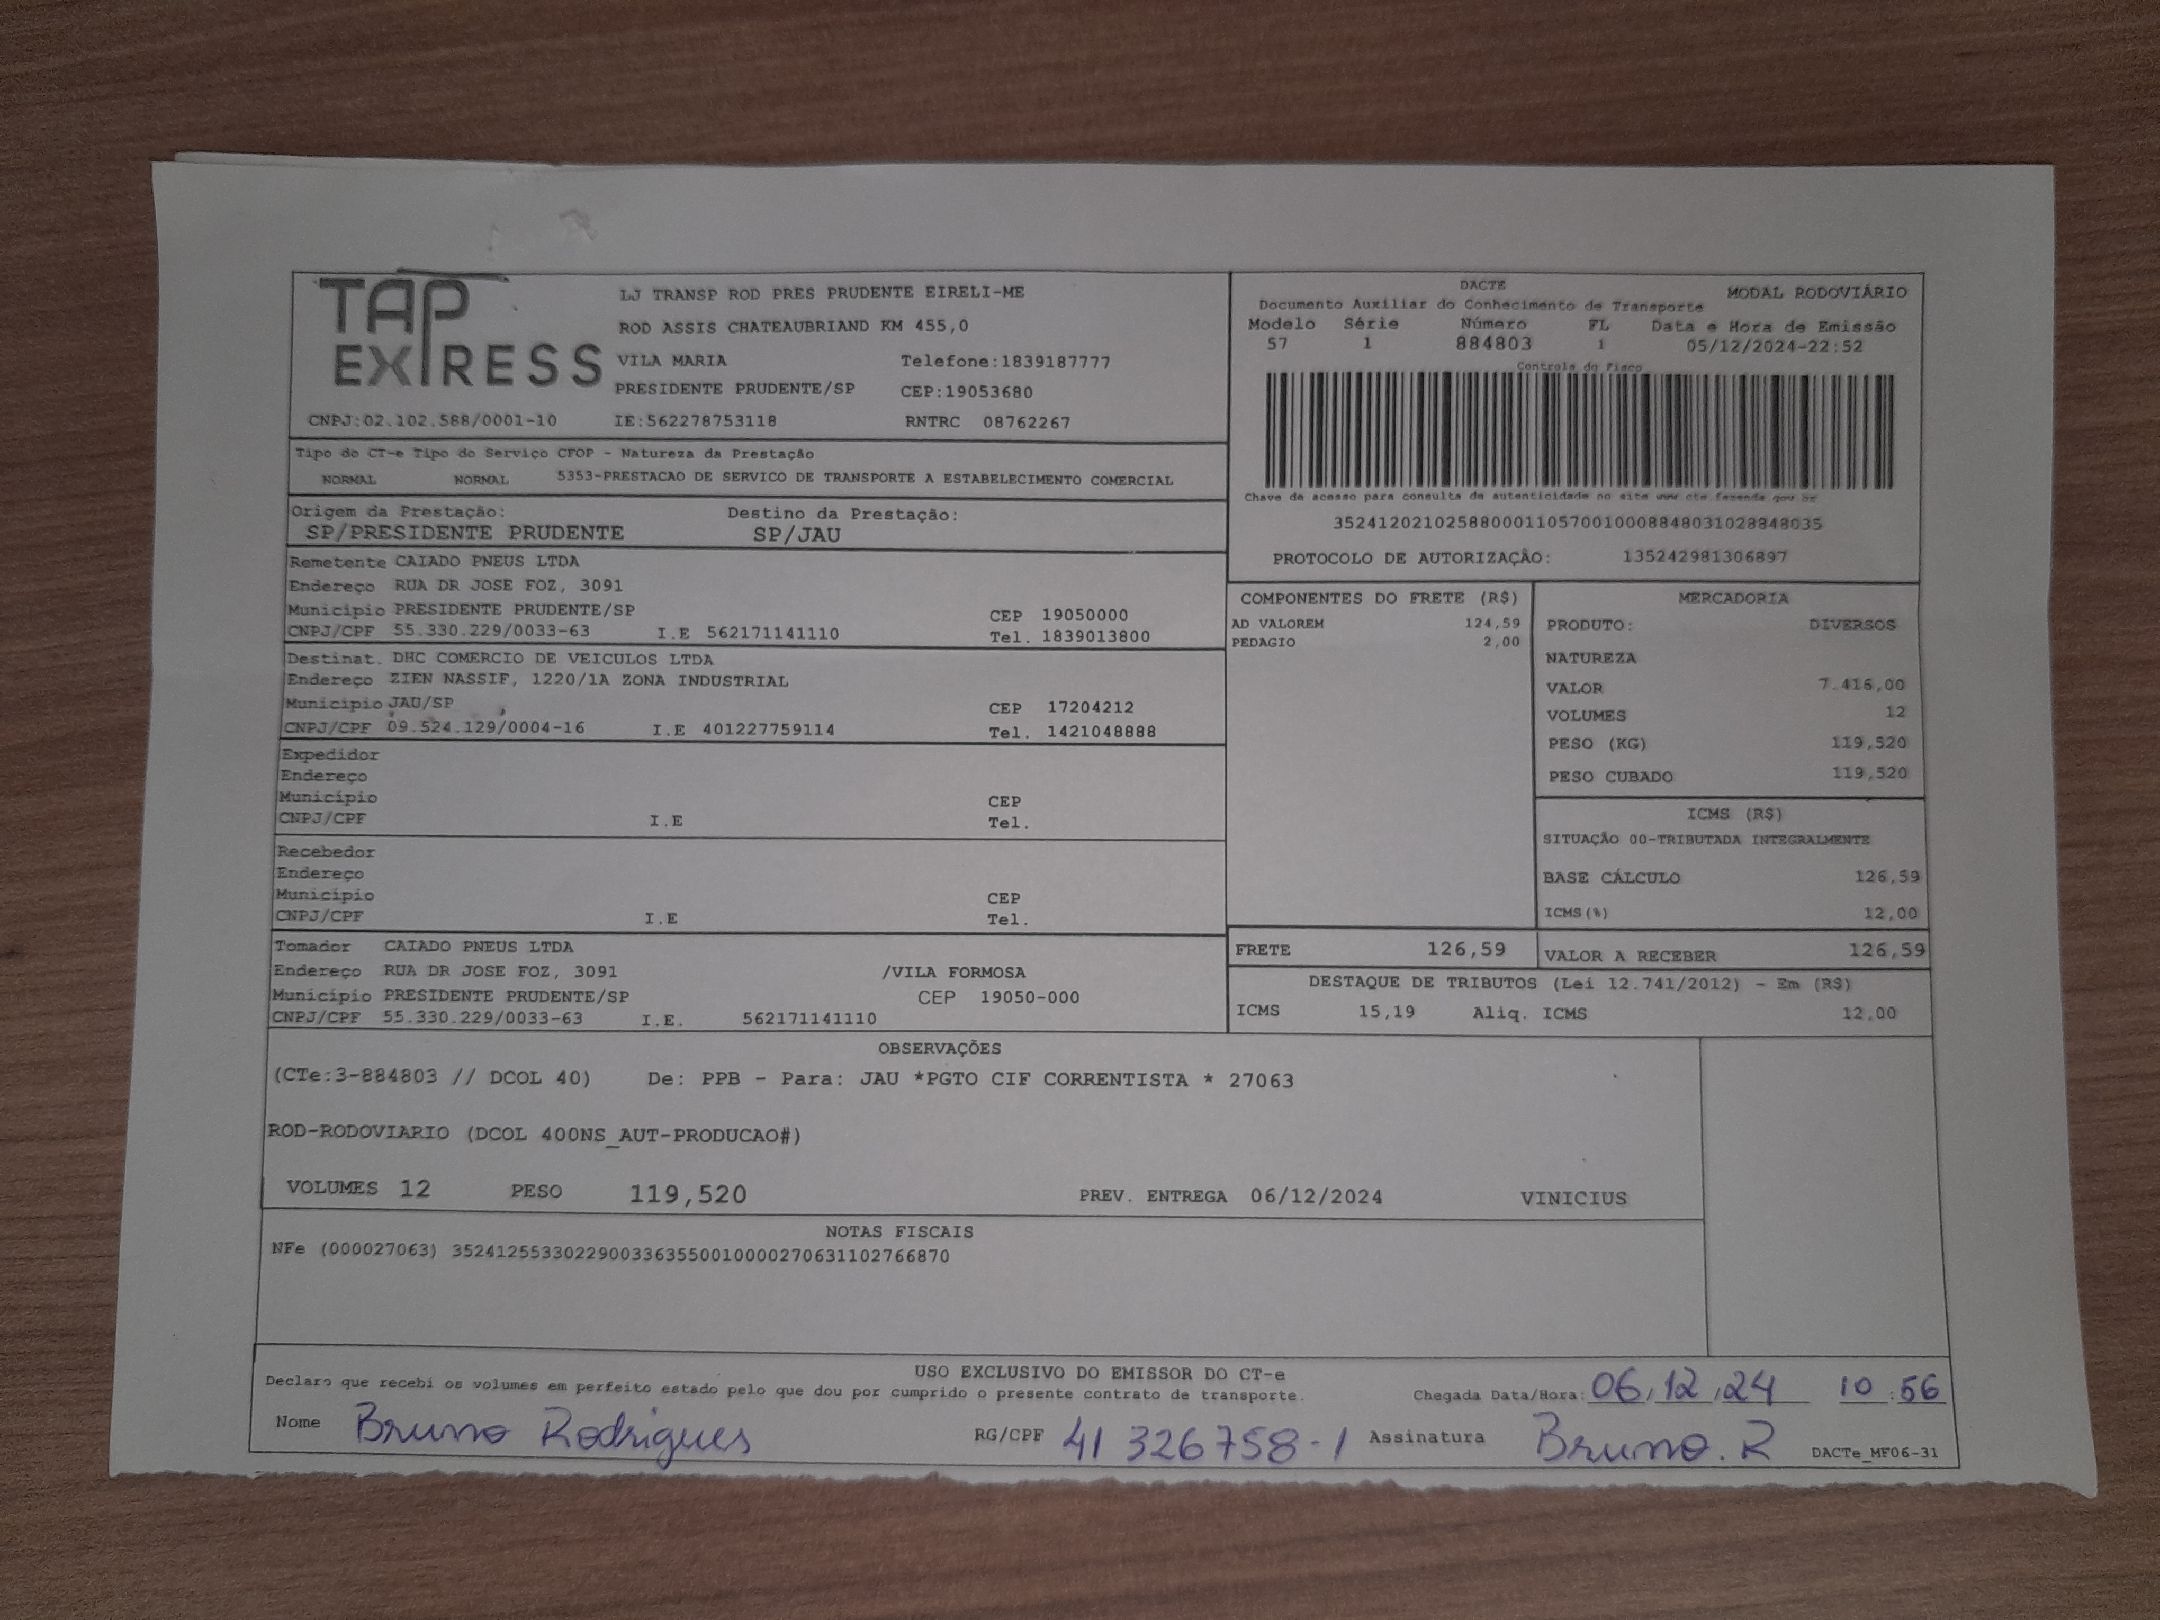 TAP EXPRESS
LJ TRANSP ROD PRES PRUDENTE EIRELI-ME
ROD ASSIS CHATEAUBRIAND KM 455,0
VILA MARIA Telefone:1839187777
PRESIDENTE PRUDENTE/SP CEP:19053680
CNPJ:02.102.588/0001-10 IE:562278753118 RNTRC 08762267
DACTE MODAL RODOVIÁRIO
Documento Auxiliar do Conhecimento de Transporte
Modelo Série Número FL Data e Hora de Emissão
57 1 884803 1 05/12/2024-22:52
Controle do Fisco
Chave de acesso para consulta de autenticidade no site www.cte.fazenda.gov.br
35241202102588000110570010008848031028848035
PROTOCOLO DE AUTORIZAÇÃO: 135242981306897
Tipo do CT-e Tipo do Serviço CFOP - Natureza da Prestação
NORMAL NORMAL 5353-PRESTACAO DE SERVICO DE TRANSPORTE A ESTABELECIMENTO COMERCIAL
Origem da Prestação: Destino da Prestação:
SP/PRESIDENTE PRUDENTE SP/JAU
Remetente CAIADO PNEUS LTDA
Endereço RUA DR JOSE FOZ, 3091
Município PRESIDENTE PRUDENTE/SP CEP 19050000
CNPJ/CPF 55.330.229/0033-63 I.E 562171141110 Tel. 1839013800
Destinat. DHC COMERCIO DE VEICULOS LTDA
Endereço ZIEN NASSIF, 1220/1A ZONA INDUSTRIAL
Município JAU/SP CEP 17204212
CNPJ/CPF 09.524.129/0004-16 I.E 401227759114 Tel. 1421048888
Expedidor
Endereço
Município CEP
CNPJ/CPF I.E Tel.
Recebedor
Endereço
Município CEP
CNPJ/CPF I.E Tel.
Tomador CAIADO PNEUS LTDA
Endereço RUA DR JOSE FOZ, 3091 /VILA FORMOSA
Município PRESIDENTE PRUDENTE/SP CEP 19050-000
CNPJ/CPF 55.330.229/0033-63 I.E. 562171141110
COMPONENTES DO FRETE (R$)
AD VALOREM 124,59
PEDAGIO 2,00
MERCADORIA
PRODUTO: DIVERSOS
NATUREZA
VALOR 7.416,00
VOLUMES 12
PESO (KG) 119,520
PESO CUBADO 119,520
ICMS (R$)
SITUAÇÃO 00-TRIBUTADA INTEGRALMENTE
BASE CÁLCULO 126,59
ICMS(%) 12,00
FRETE 126,59 VALOR A RECEBER 126,59
DESTAQUE DE TRIBUTOS (Lei 12.741/2012) - Em (R$)
ICMS 15,19 Aliq. ICMS 12,00
OBSERVAÇÕES
(CTe:3-884803 // DCOL 40) De: PPB - Para: JAU *PGTO CIF CORRENTISTA * 27063
ROD-RODOVIARIO (DCOL 400NS_AUT-PRODUCAO#)
VOLUMES 12 PESO 119,520 PREV. ENTREGA 06/12/2024 VINICIUS
NOTAS FISCAIS
NFe (000027063) 35241255330229003363550010000270631102766870
USO EXCLUSIVO DO EMISSOR DO CT-e
Declaro que recebi os volumes em perfeito estado pelo que dou por cumprido o presente contrato de transporte. Chegada Data/Hora: 06/12/24 10:56
Nome Bruno Rodrigues RG/CPF 41 326758-1 Assinatura Bruno.R DACTe_MF06-31